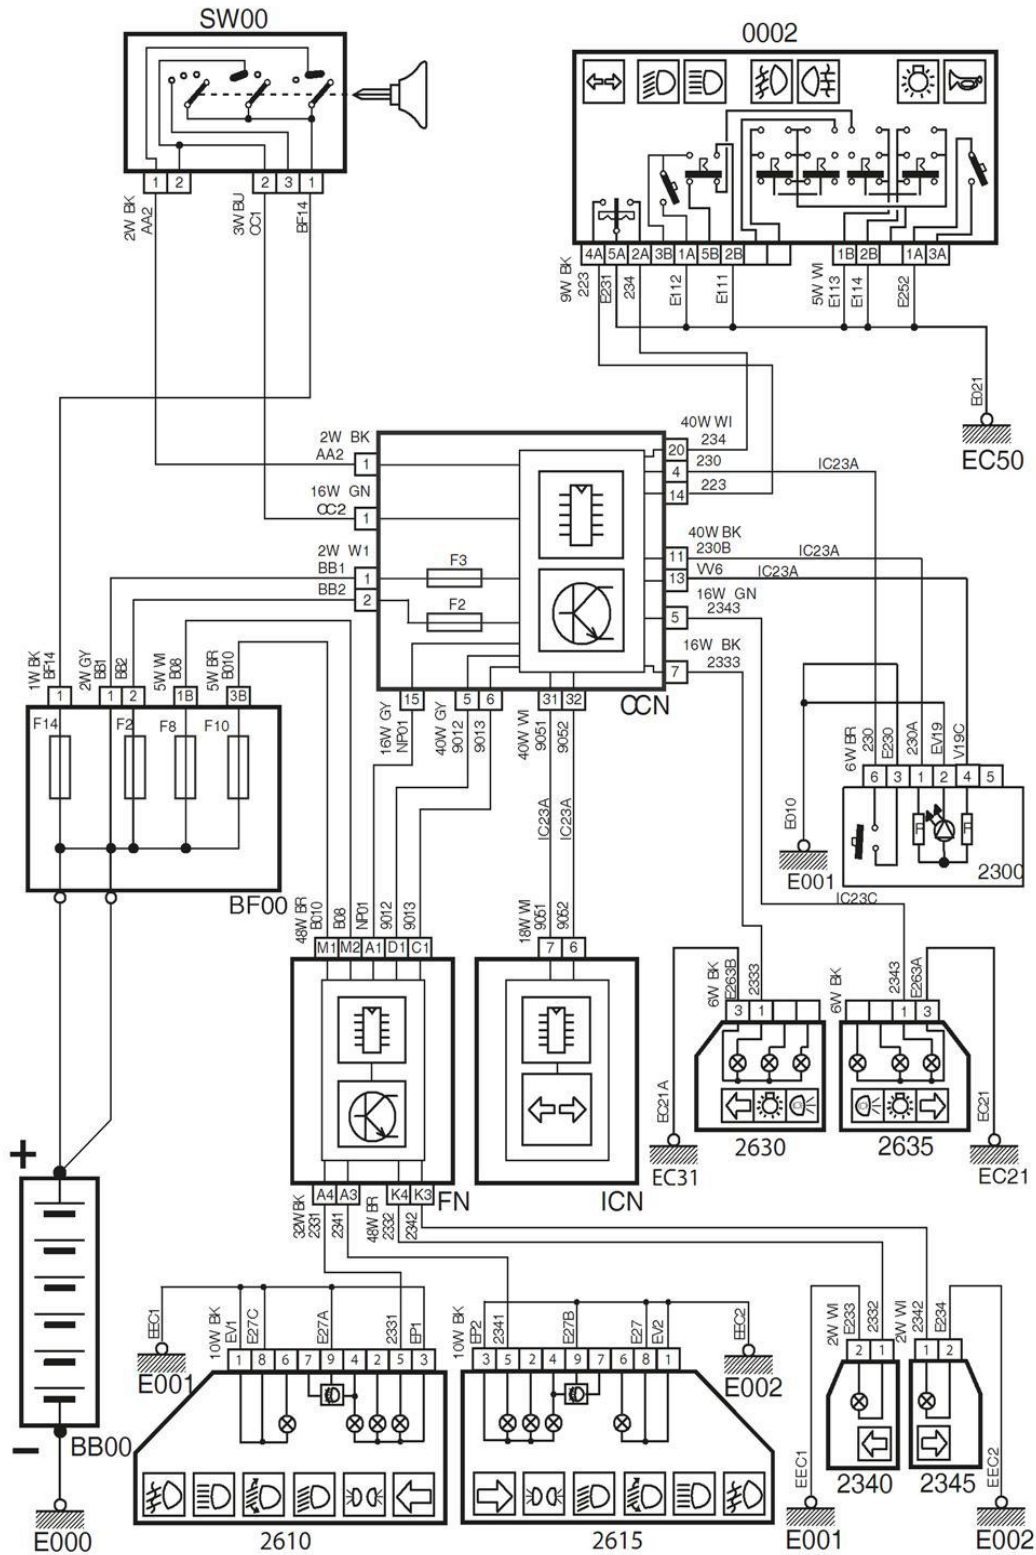 SW00
0002
1 2 2 3 1
2W BK
AA2
3W BU
CC1
BF14
4A 5A 2A 3B 1A 5B 2B 1B 2B 1A 3A
9W BK
223
E231
234
E112
E111
5W WI
E113
E114
E252
E021
EC50
2W BK
AA2
1
16W GN
CC2
1
2W W1
BB1
1
BB2
2
F3
F2
40W WI
234
20
230
4
IC23A
223
14
40W BK
230B
11
IC23A
VV6
13
IC23A
16W GN
2343
5
16W BK
2333
7
15 5 6 31 32
CCN
16W GY
NP01
40W GY
9012
9013
40W WI
9051
9052
IC23A
IC23A
1W BK
BF14
2W GY
BB1
BB2
5W WI
B08
5W BR
B010
1 1 2 1B 3B
F14 F2 F8 F10
BF00
6W BR
230
E230
230A
EV19
V19C
6 3 1 2 4 5
R R
2300
E010
E001
IC23C
48W BR
B010
B08
NP01
9012
9013
M1 M2 A1 D1 C1
18W WI
9051
9052
7 6
A4 A3 K4 K3
FN
ICN
6W BK
E263B
2333
3 1
6W BK
2343
E263A
1 3
EC21A
EC21
EC31
2630
2635
EC21
32W BK
2331
2341
48W BR
2332
2342
+
−
BB00
E000
EEC1
E001
10W BK
EV1
E27C
E27A
2331
EP1
1 8 6 7 9 4 2 5 3
2610
10W BK
EP2
2341
E27B
E27
EV2
3 5 2 4 9 7 6 8 1
2615
EEC2
E002
2W WI
E233
2332
2 1
2340
2W WI
2342
E234
1 2
2345
EEC1
E001
EEC2
E002